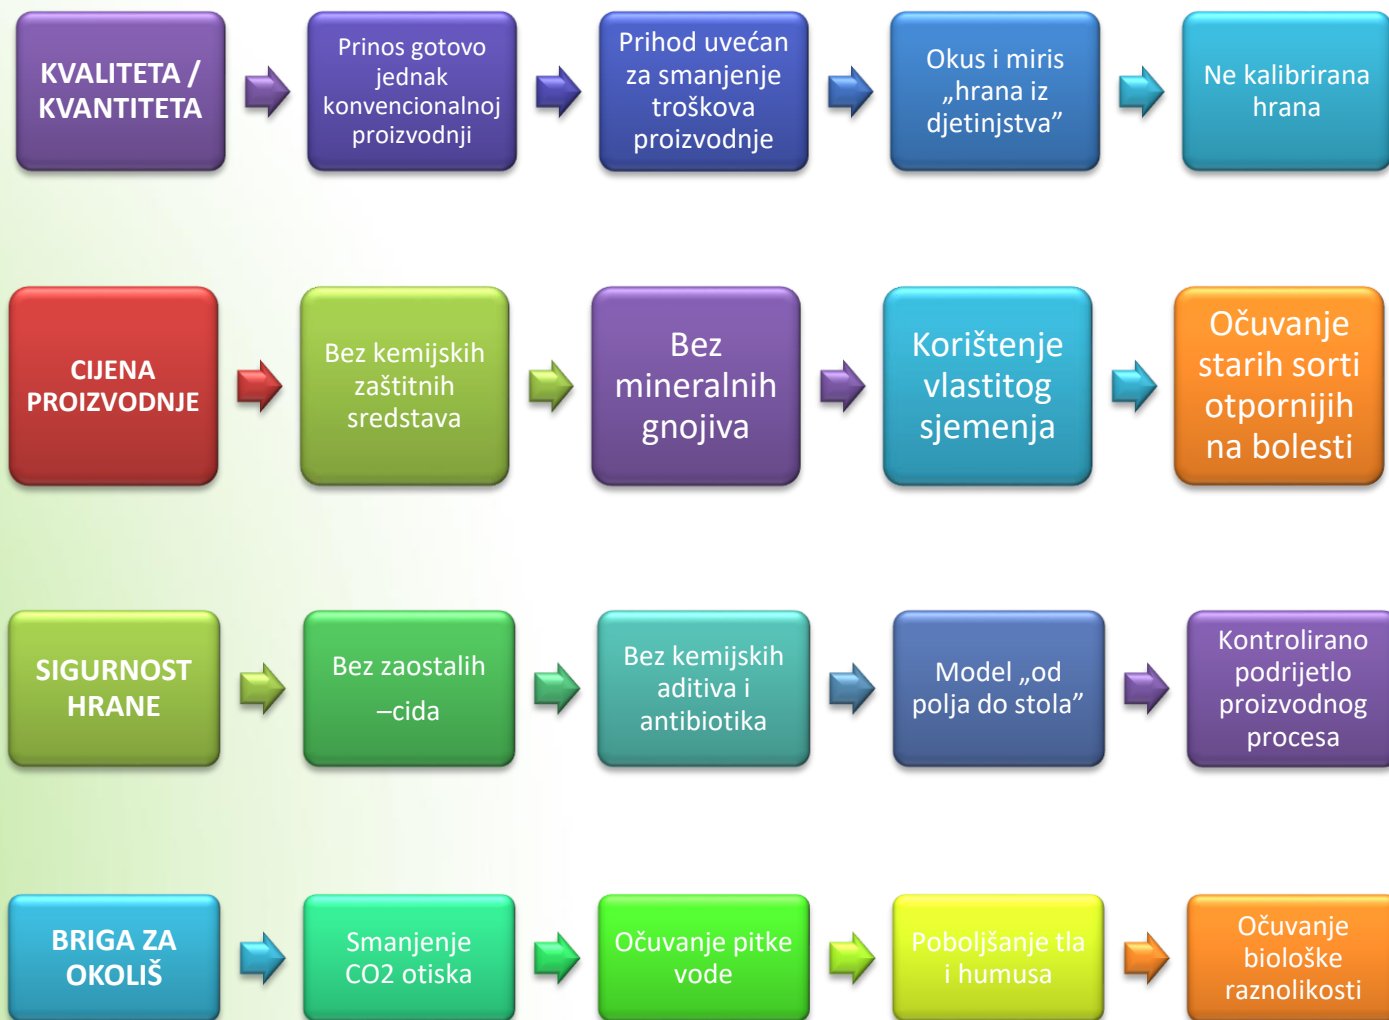 KVALITETA /
KVANTITETA
Prinos gotovo
jednak
konvencionalnoj
proizvodnji
Prihod uvećan
za smanjenje
troškova
proizvodnje
Okus i miris
„hrana iz
djetinjstva”
Ne kalibrirana
hrana
CIJENA
PROIZVODNJE
Bez kemijskih
zaštitnih
sredstava
Bez
mineralnih
gnojiva
Korištenje
vlastitog
sjemenja
Očuvanje
starih sorti
otpornijih
na bolesti
SIGURNOST
HRANE
Bez zaostalih
–cida
Bez kemijskih
aditiva i
antibiotika
Model „od
polja do stola”
Kontrolirano
podrijetlo
proizvodnog
procesa
BRIGA ZA
OKOLIŠ
Smanjenje
CO2 otiska
Očuvanje pitke
vode
Poboljšanje tla
i humusa
Očuvanje
biološke
raznolikosti